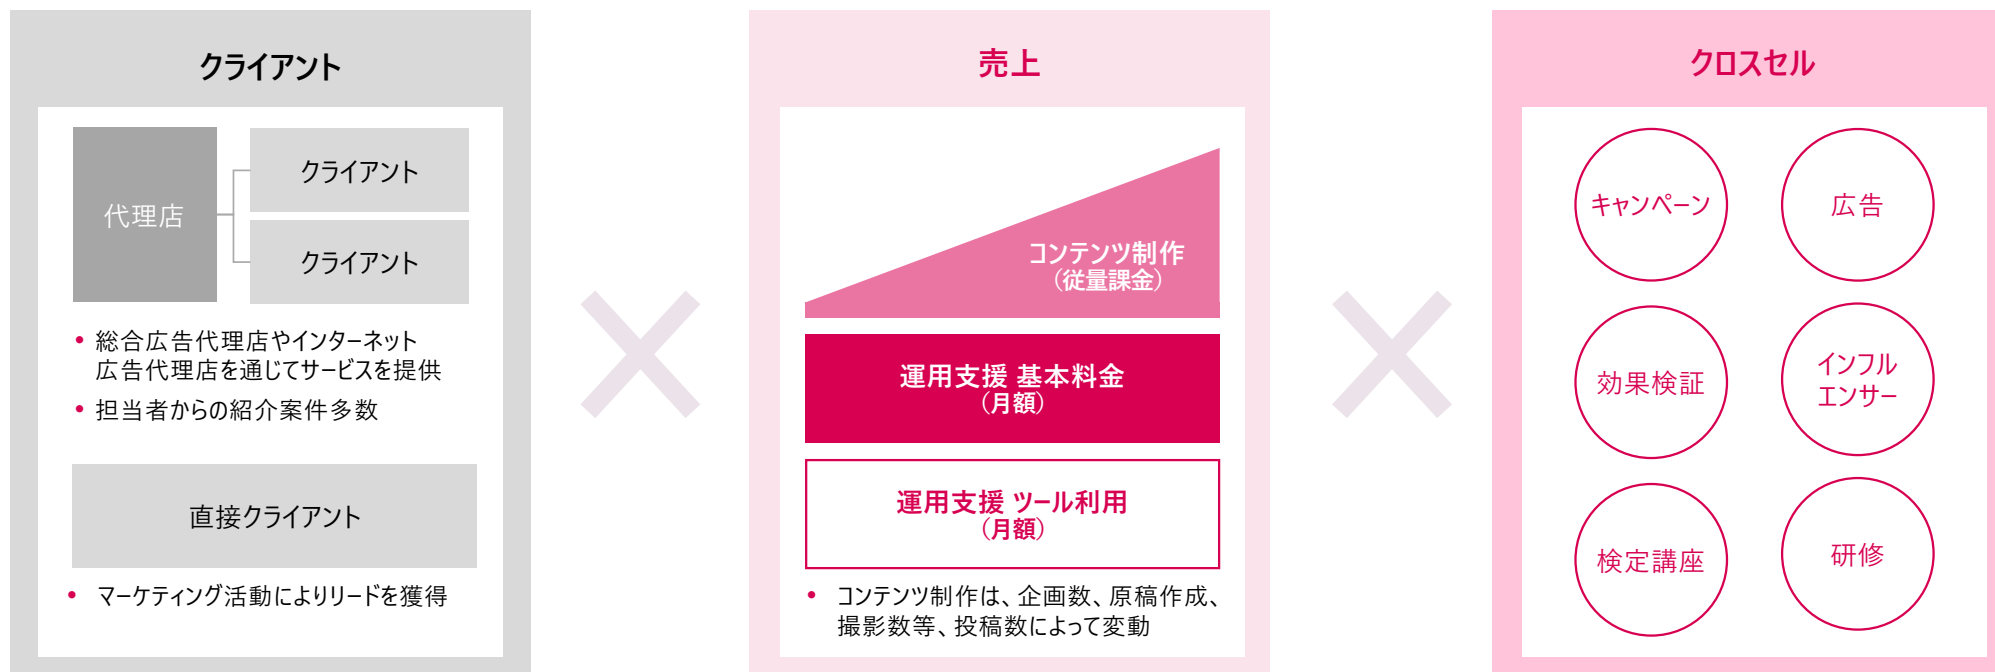 クライアント
代理店
クライアント
クライアント
• 総合広告代理店やインターネット
広告代理店を通じてサービスを提供
• 担当者からの紹介案件多数
直接クライアント
• マーケティング活動によりリードを獲得
売上
コンテンツ制作
（従量課金）
運用支援 基本料金
（月額）
運用支援 ツール利用
（月額）
• コンテンツ制作は、企画数、原稿作成、
撮影数等、投稿数によって変動
クロスセル
キャンペーン
広告
効果検証
インフル
エンサー
検定講座
研修